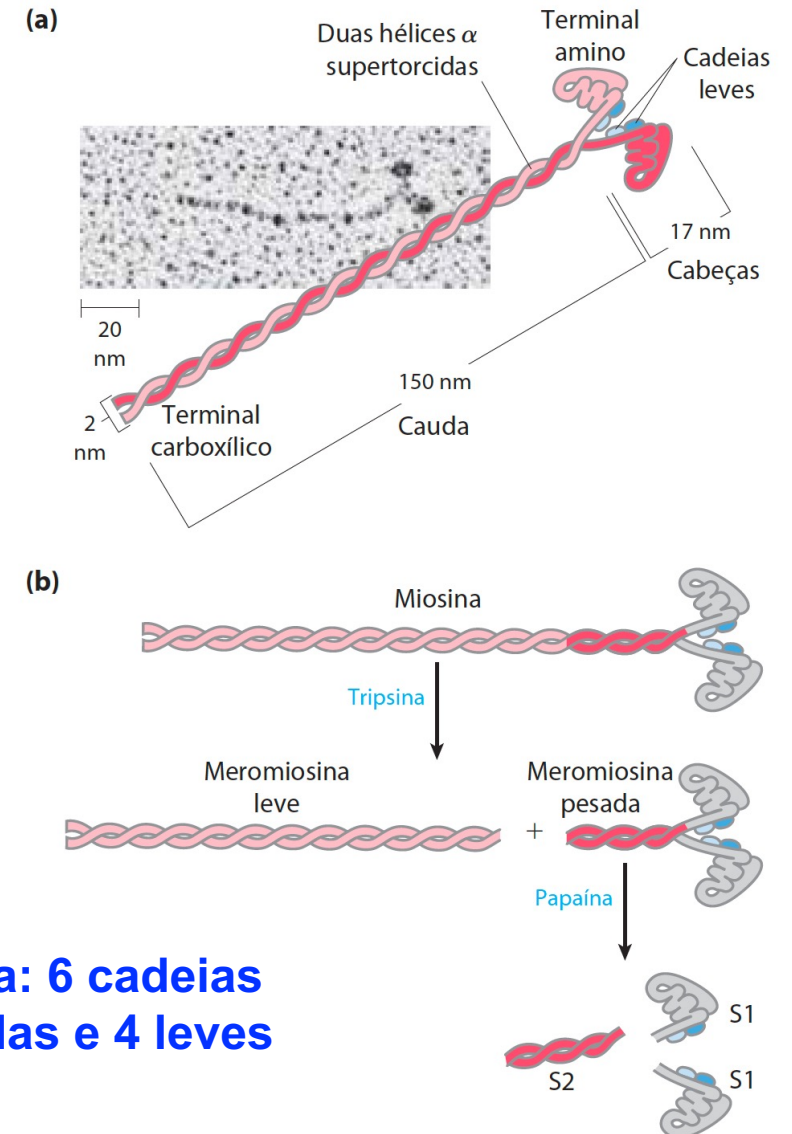 (a)
Duas hélices α
supertorcidas
Terminal
amino
Cadeias
leves
17 nm
Cabeças
20
nm
150 nm
Cauda
2
nm
Terminal
carboxílico
(b)
Miosina
Tripsina
Meromiosina
leve
+
Meromiosina
pesada
Papaína
a: 6 cadeias
das e 4 leves
S2
S1
S1